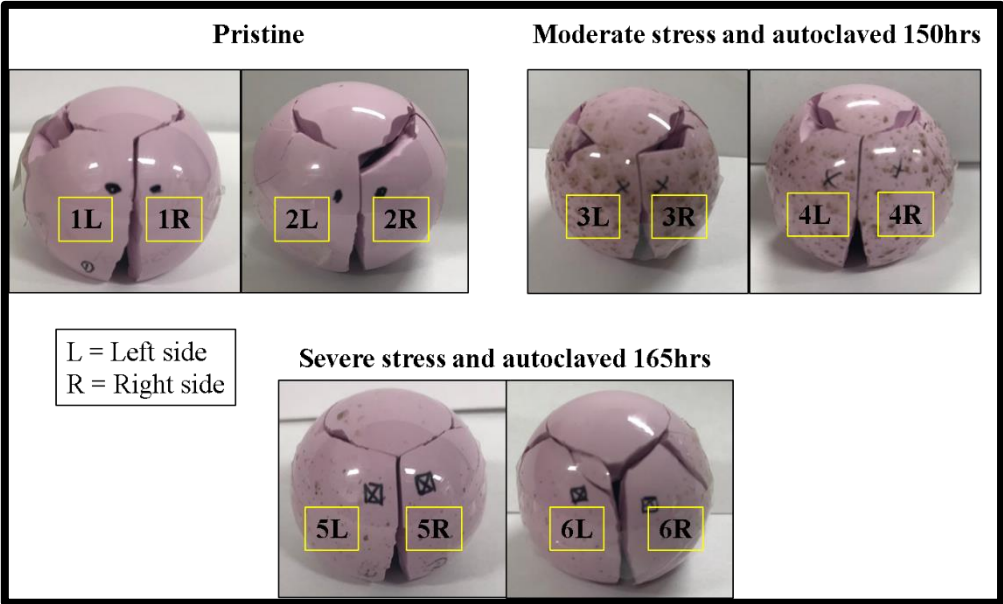 Pristine
Moderate stress and autoclaved 150hrs
1L 1R 2L 2R 3L 3R 4L 4R
L = Left side
R = Right side
Severe stress and autoclaved 165hrs
5L 5R 6L 6R